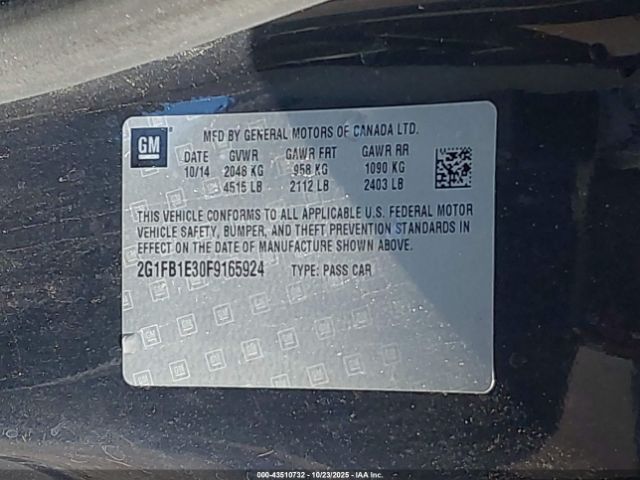 GM
MFD BY GENERAL MOTORS OF CANADA LTD.
DATE GVWR GAWR FRT GAWR RR
10/14 2048 KG 958 KG 1090 KG
4515 LB 2112 LB 2403 LB
THIS VEHICLE CONFORMS TO ALL APPLICABLE U.S. FEDERAL MOTOR
VEHICLE SAFETY, BUMPER, AND THEFT PREVENTION STANDARDS IN
EFFECT ON THE DATE OF MANUFACTURE SHOWN ABOVE.
2G1FB1E30F9165924 TYPE: PASS CAR
000-43510732 - 10/23/2025 - IAAI Inc.